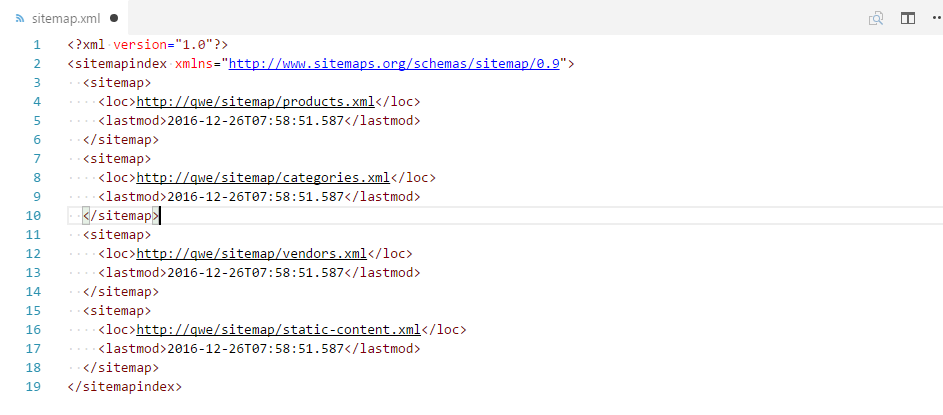 sitemap.xml
1 <?xml version="1.0"?>
2 <sitemapindex xmlns="http://www.sitemaps.org/schemas/sitemap/0.9">
3   <sitemap>
4     <loc>http://qwe/sitemap/products.xml</loc>
5     <lastmod>2016-12-26T07:58:51.587</lastmod>
6   </sitemap>
7   <sitemap>
8     <loc>http://qwe/sitemap/categories.xml</loc>
9     <lastmod>2016-12-26T07:58:51.587</lastmod>
10   </sitemap>
11   <sitemap>
12     <loc>http://qwe/sitemap/vendors.xml</loc>
13     <lastmod>2016-12-26T07:58:51.587</lastmod>
14   </sitemap>
15   <sitemap>
16     <loc>http://qwe/sitemap/static-content.xml</loc>
17     <lastmod>2016-12-26T07:58:51.587</lastmod>
18   </sitemap>
19 </sitemapindex>